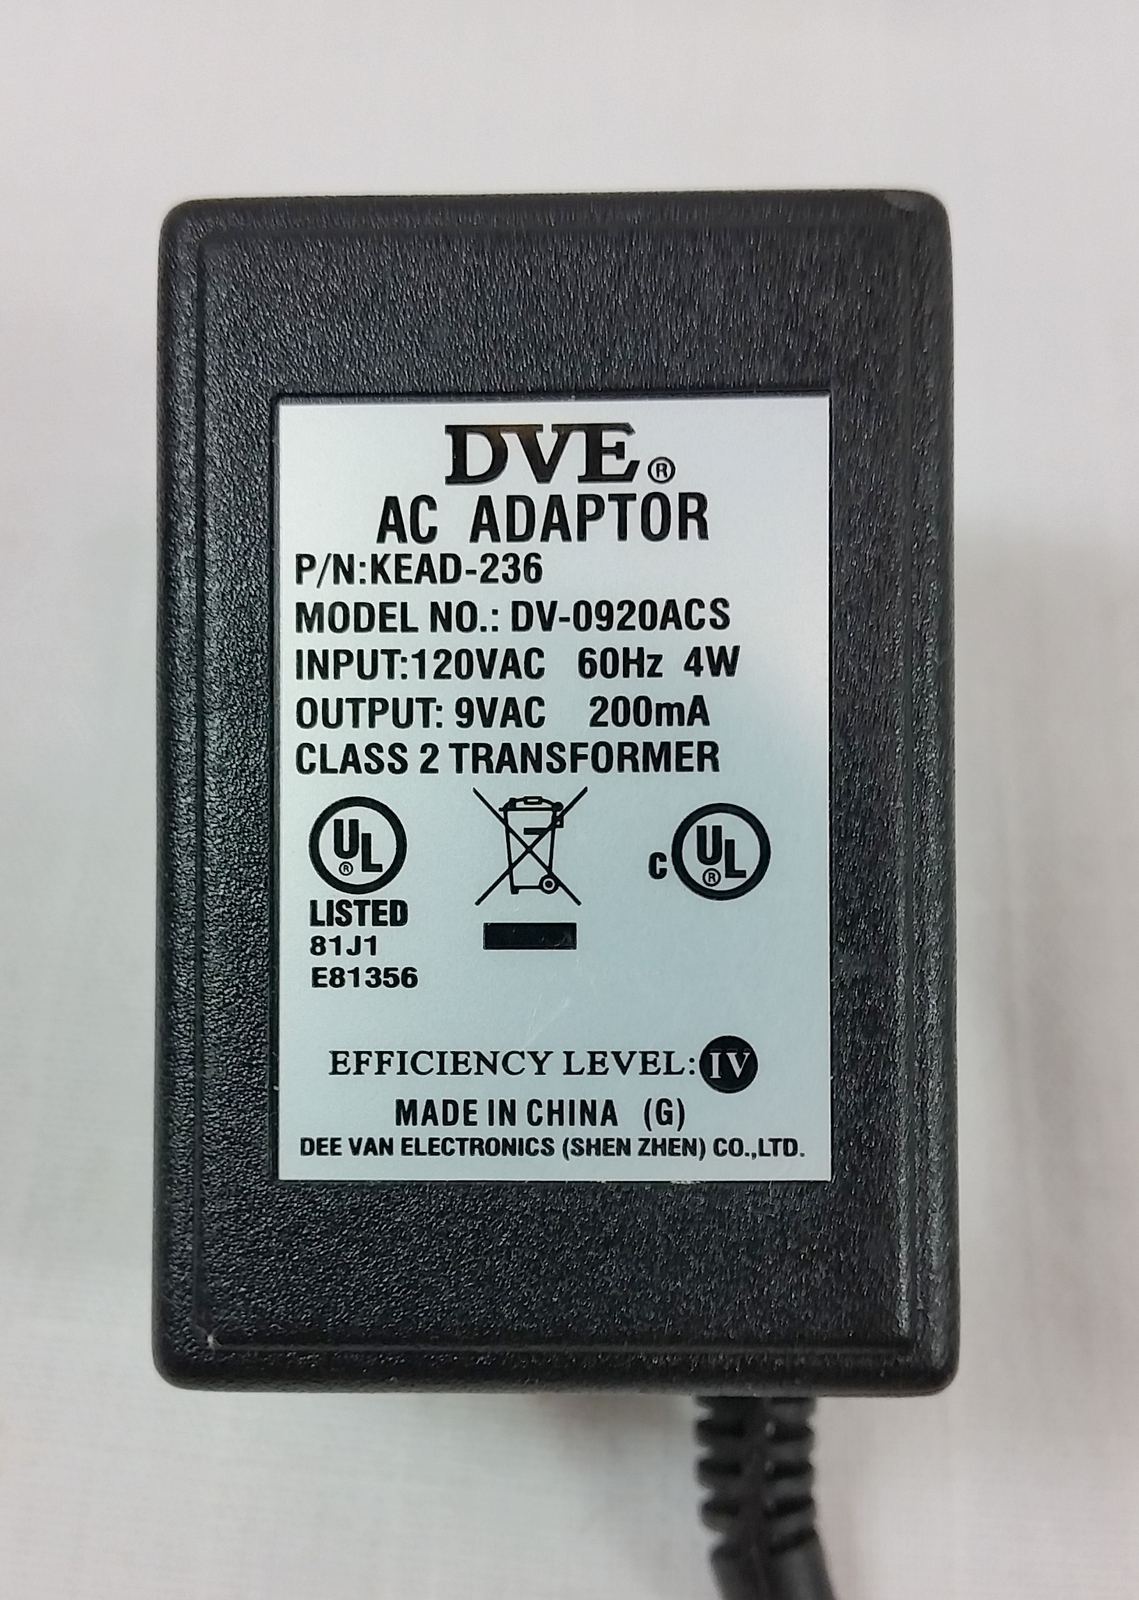 DVE®
AC ADAPTOR
P/N:KEAD-236
MODEL NO.: DV-0920ACS
INPUT:120VAC 60Hz 4W
OUTPUT: 9VAC 200mA
CLASS 2 TRANSFORMER
UL® C UL®
LISTED
81J1
E81356
EFFICIENCY LEVEL: IV
MADE IN CHINA (G)
DEE VAN ELECTRONICS (SHEN ZHEN) CO.,LTD.